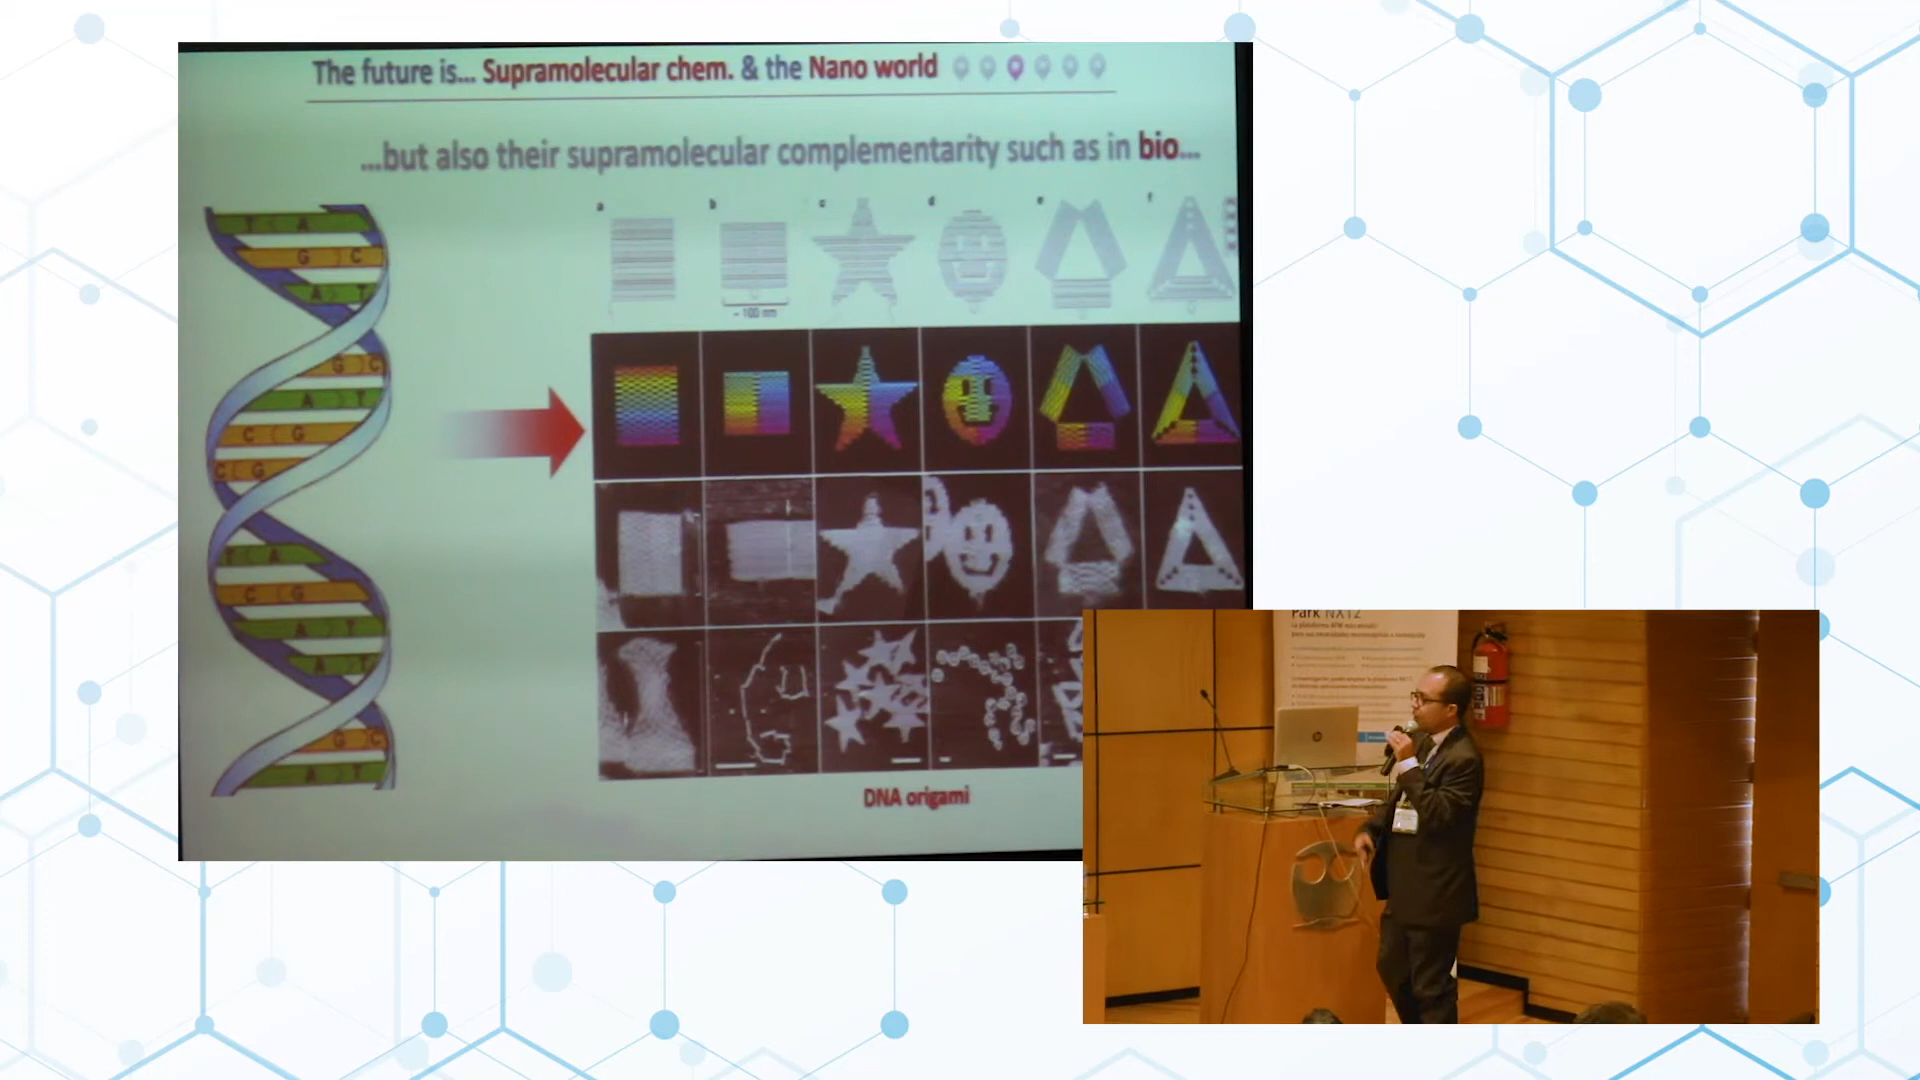 The future is... Supramolecular chem. & the Nano world
...but also their supramolecular complementarity such as in bio...
a b c d e f
~ 100 nm
T A
G C
A T
G C
A T
C G
C G
T A
C G
A T
A T
G C
A T
DNA origami
Park NX12
hp